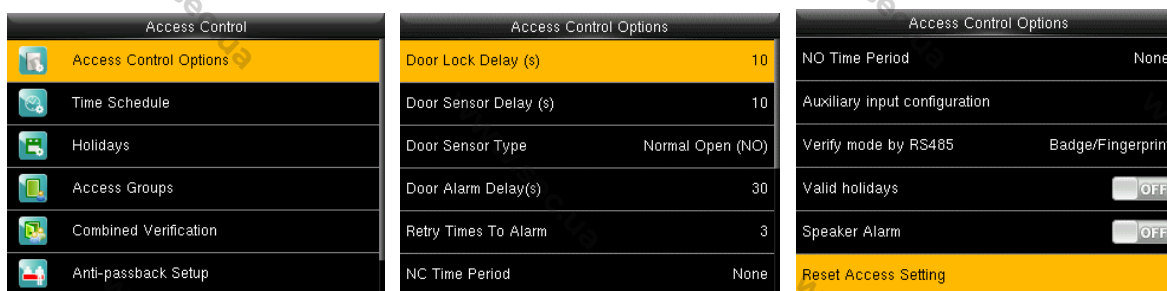 Access Control
Access Control Options
Time Schedule
Holidays
Access Groups
Combined Verification
Anti-passback Setup
Access Control Options
Door Lock Delay (s) 10
Door Sensor Delay (s) 10
Door Sensor Type Normal Open (NO)
Door Alarm Delay(s) 30
Retry Times To Alarm 3
NC Time Period None
Access Control Options
NO Time Period None
Auxiliary input configuration
Verify mode by RS485 Badge/Fingerprint
Valid holidays OFF
Speaker Alarm OFF
Reset Access Setting